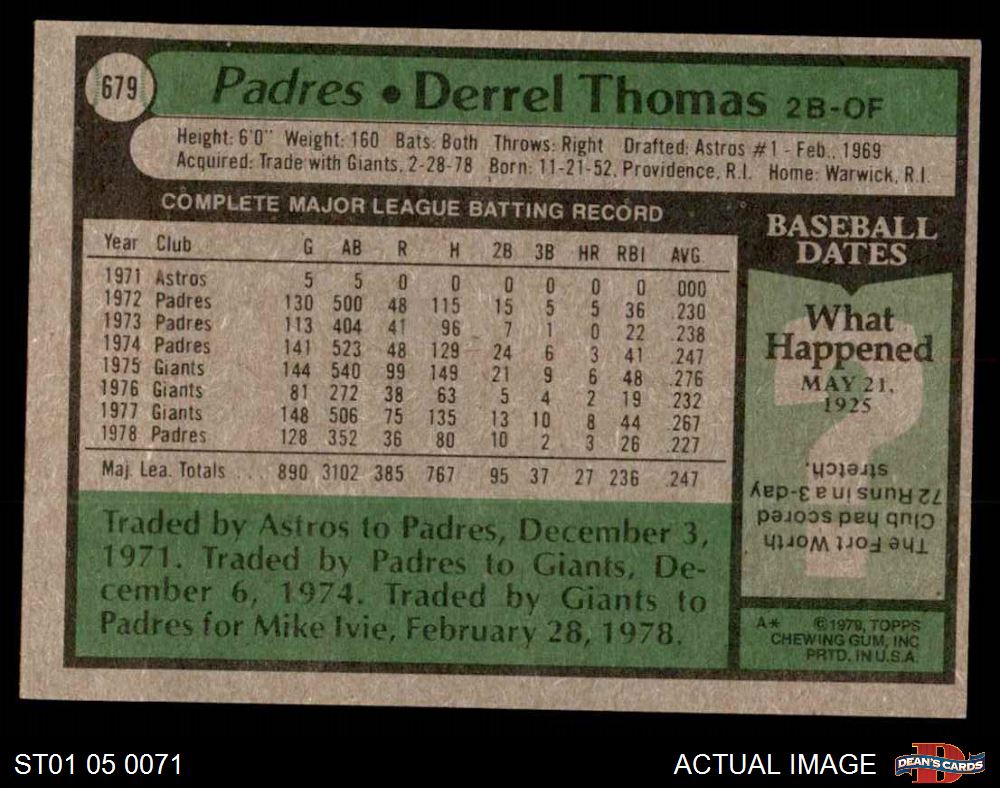 679
Padres • Derrel Thomas 2B-OF
Height: 6'0" Weight: 160 Bats: Both Throws: Right Drafted: Astros #1 - Feb., 1969
Acquired: Trade with Giants, 2-28-78 Born: 11-21-52, Providence, R.I. Home: Warwick, R.I.
COMPLETE MAJOR LEAGUE BATTING RECORD
Year Club G AB R H 2B 3B HR RBI AVG.
1971 Astros 5 5 0 0 0 0 0 0 .000
1972 Padres 130 500 48 115 15 5 5 36 .230
1973 Padres 113 404 41 96 7 1 0 22 .238
1974 Padres 141 523 48 129 24 6 3 41 .247
1975 Giants 144 540 99 149 21 9 6 48 .276
1976 Giants 81 272 38 63 5 4 2 19 .232
1977 Giants 148 506 75 135 13 10 8 44 .267
1978 Padres 128 352 36 80 10 2 3 26 .227
Maj. Lea. Totals . . . 890 3102 385 767 95 37 27 236 .247
Traded by Astros to Padres, December 3,
1971. Traded by Padres to Giants, De-
cember 6, 1974. Traded by Giants to
Padres for Mike Ivie, February 28, 1978.
BASEBALL
DATES
What
Happened
MAY 21,
1925
The Fort Worth
Club had scored
72 Runs in a 3-day
stretch.
A* ©1979, TOPPS
CHEWING GUM, INC
PRTD. IN U.S.A.
ST01 05 0071
ACTUAL IMAGE
DEAN'S CARDS